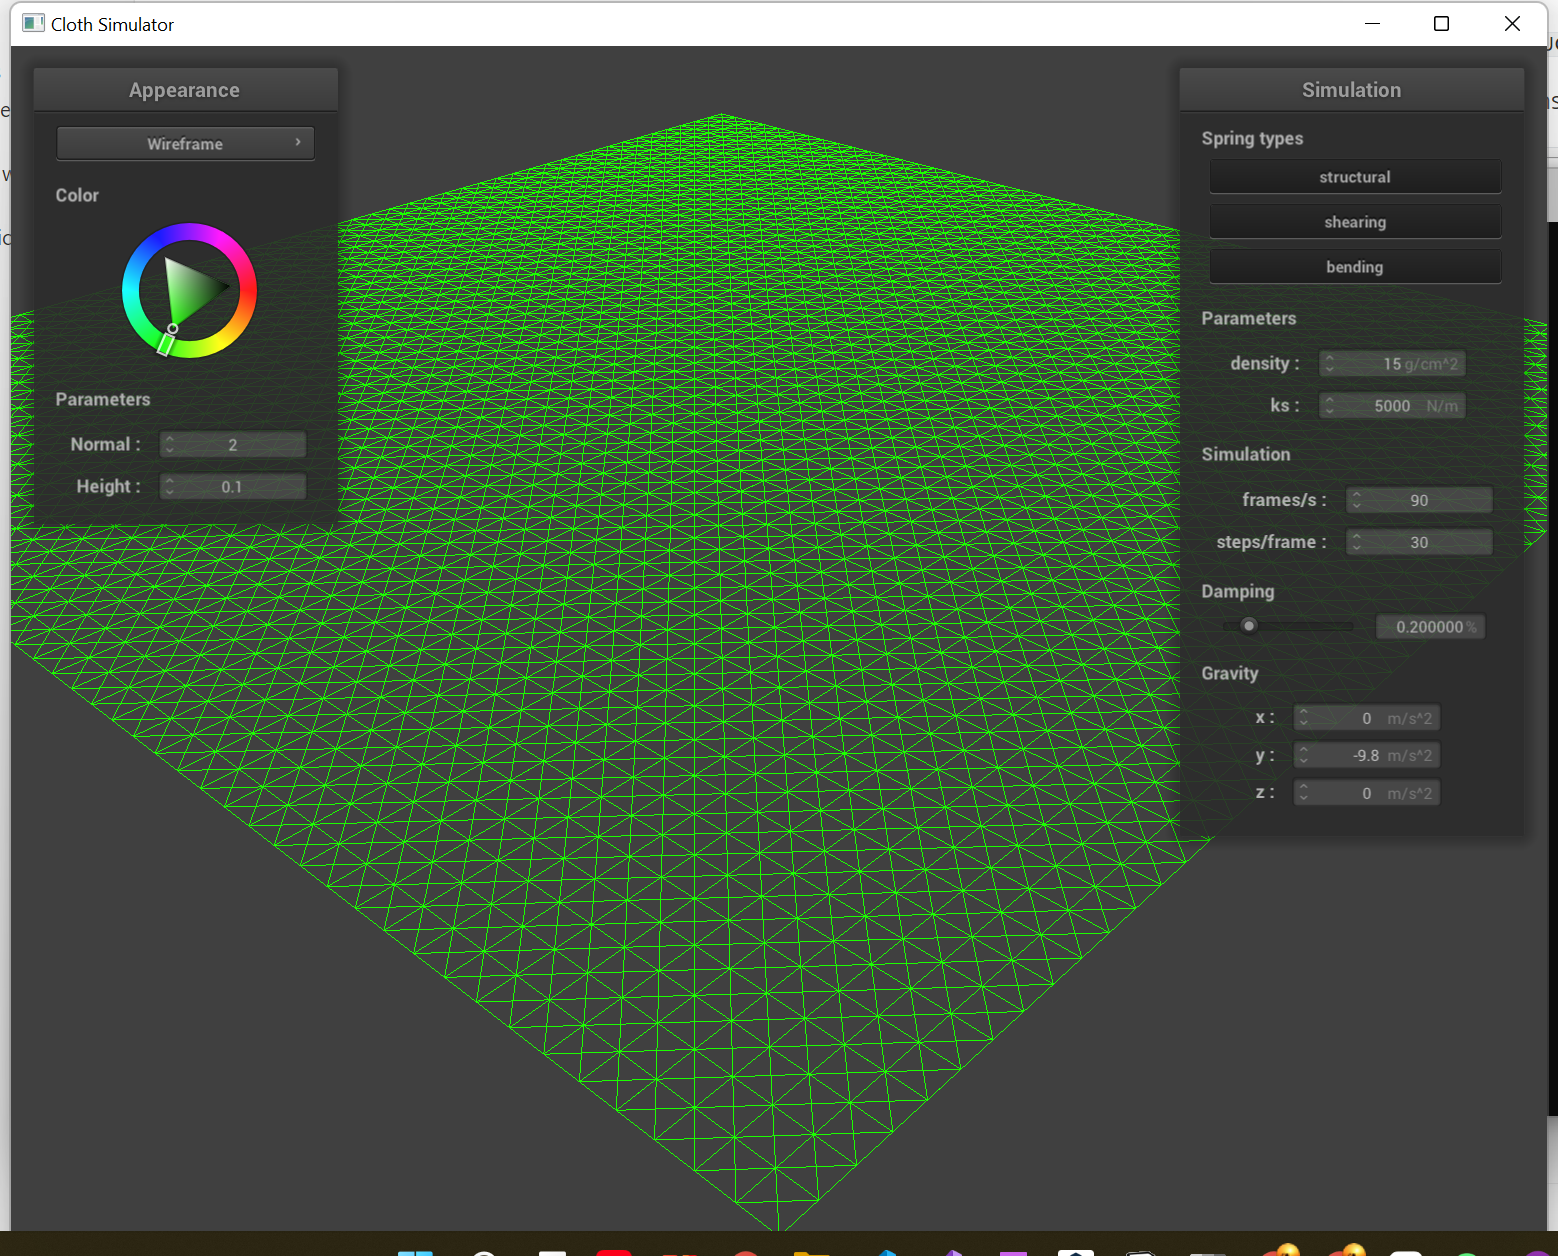 Cloth Simulator
Appearance
Wireframe
Color
Parameters
Normal : 2
Height : 0.1
Simulation
Spring types
structural
shearing
bending
Parameters
density : 15 g/cm^2
ks : 5000 N/m
Simulation
frames/s : 90
steps/frame : 30
Damping
0.200000 %
Gravity
x : 0 m/s^2
y : -9.8 m/s^2
z : 0 m/s^2